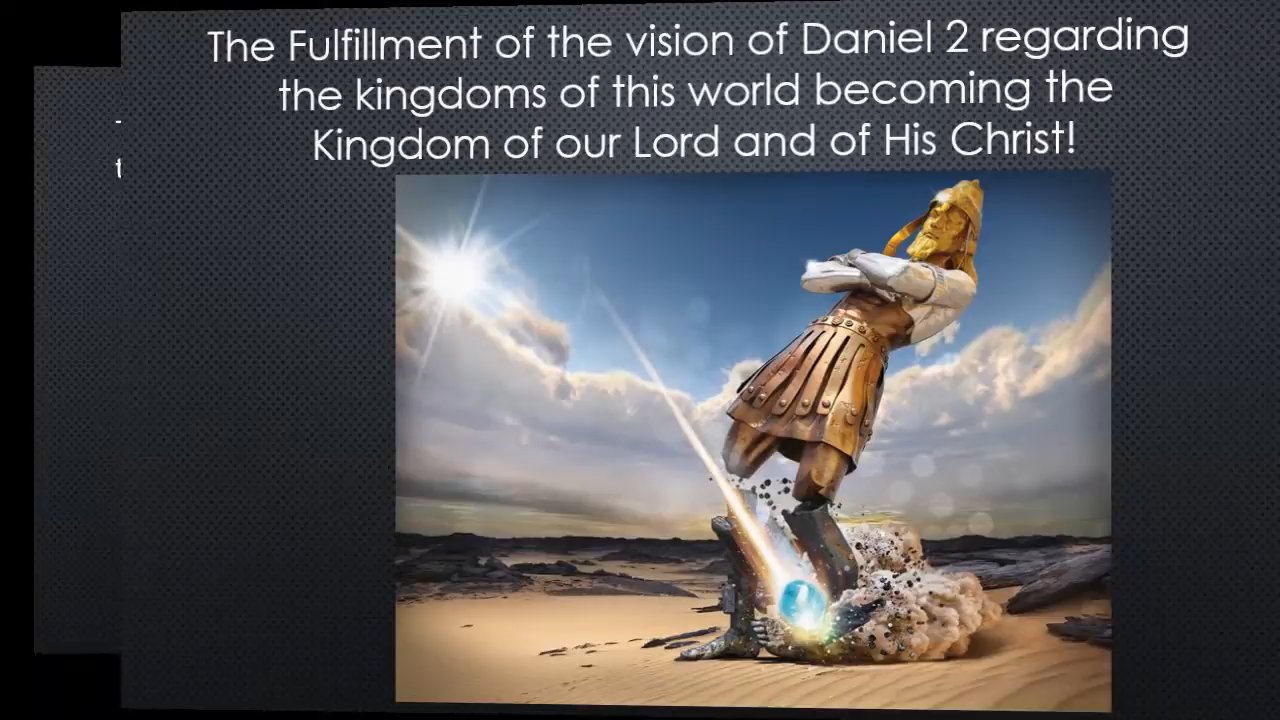 The Fulfillment of the vision of Daniel 2 regarding
the kingdoms of this world becoming the
Kingdom of our Lord and of His Christ!
t